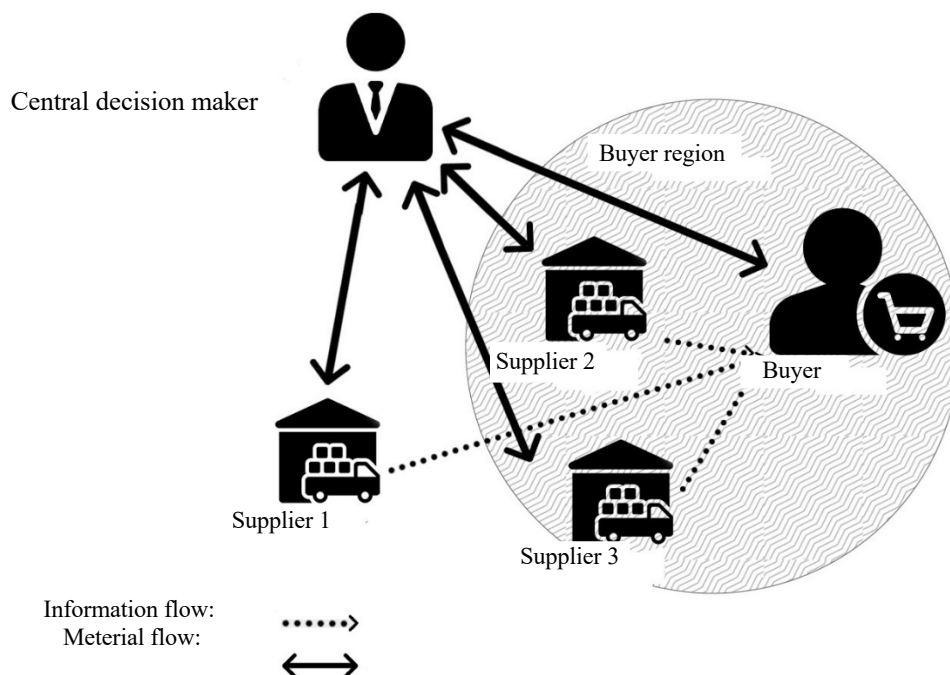 Central decision maker
Buyer region
Supplier 2
Buyer
Supplier 1
Supplier 3
Information flow:
Meterial flow: